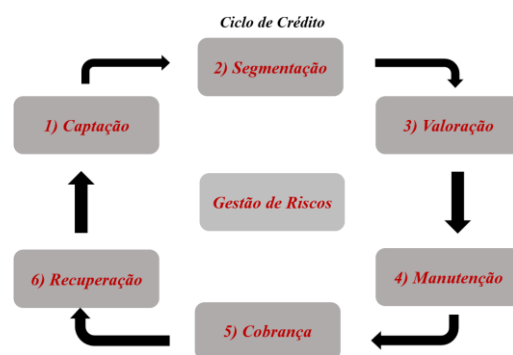 Ciclo de Crédito
2) Segmentação
1) Captação
3) Valoração
Gestão de Riscos
6) Recuperação
4) Manutenção
5) Cobrança